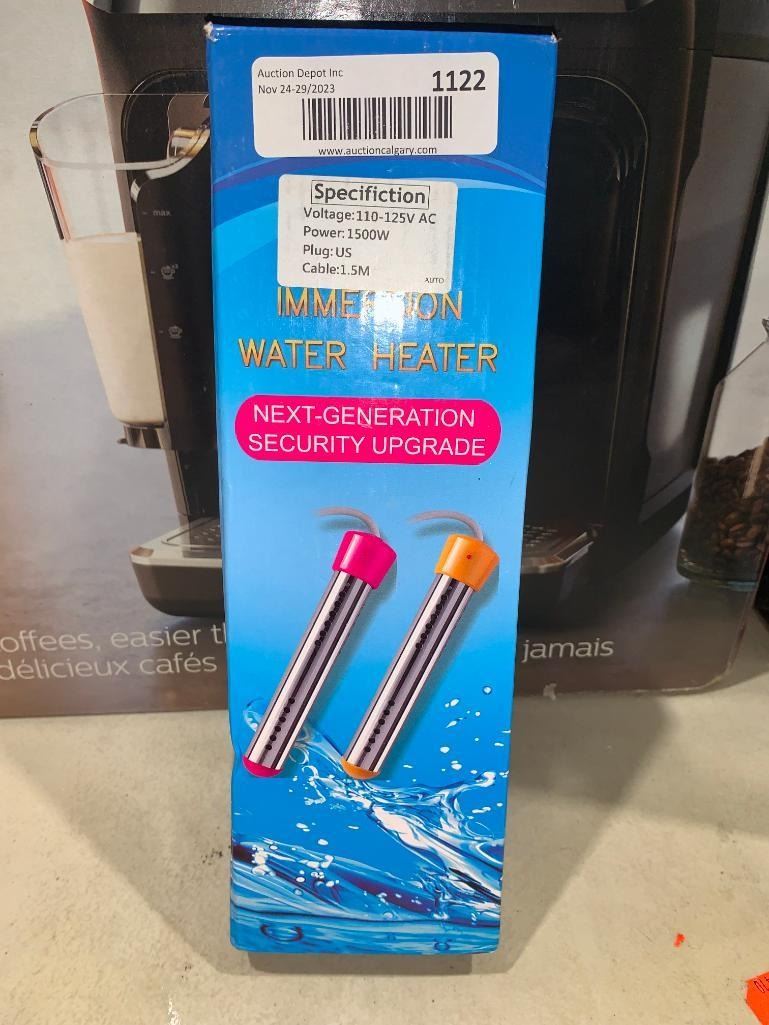 Auction Depot Inc
Nov 24-29/2023
1122
www.auctioncalgary.com
Specifiction
Voltage:110-125V AC
Power:1500W
Plug:US
Cable:1.5M
AUTO
WATER HEATER
NEXT-GENERATION
SECURITY UPGRADE
max
offees, easier
délicieux cafés
jamais